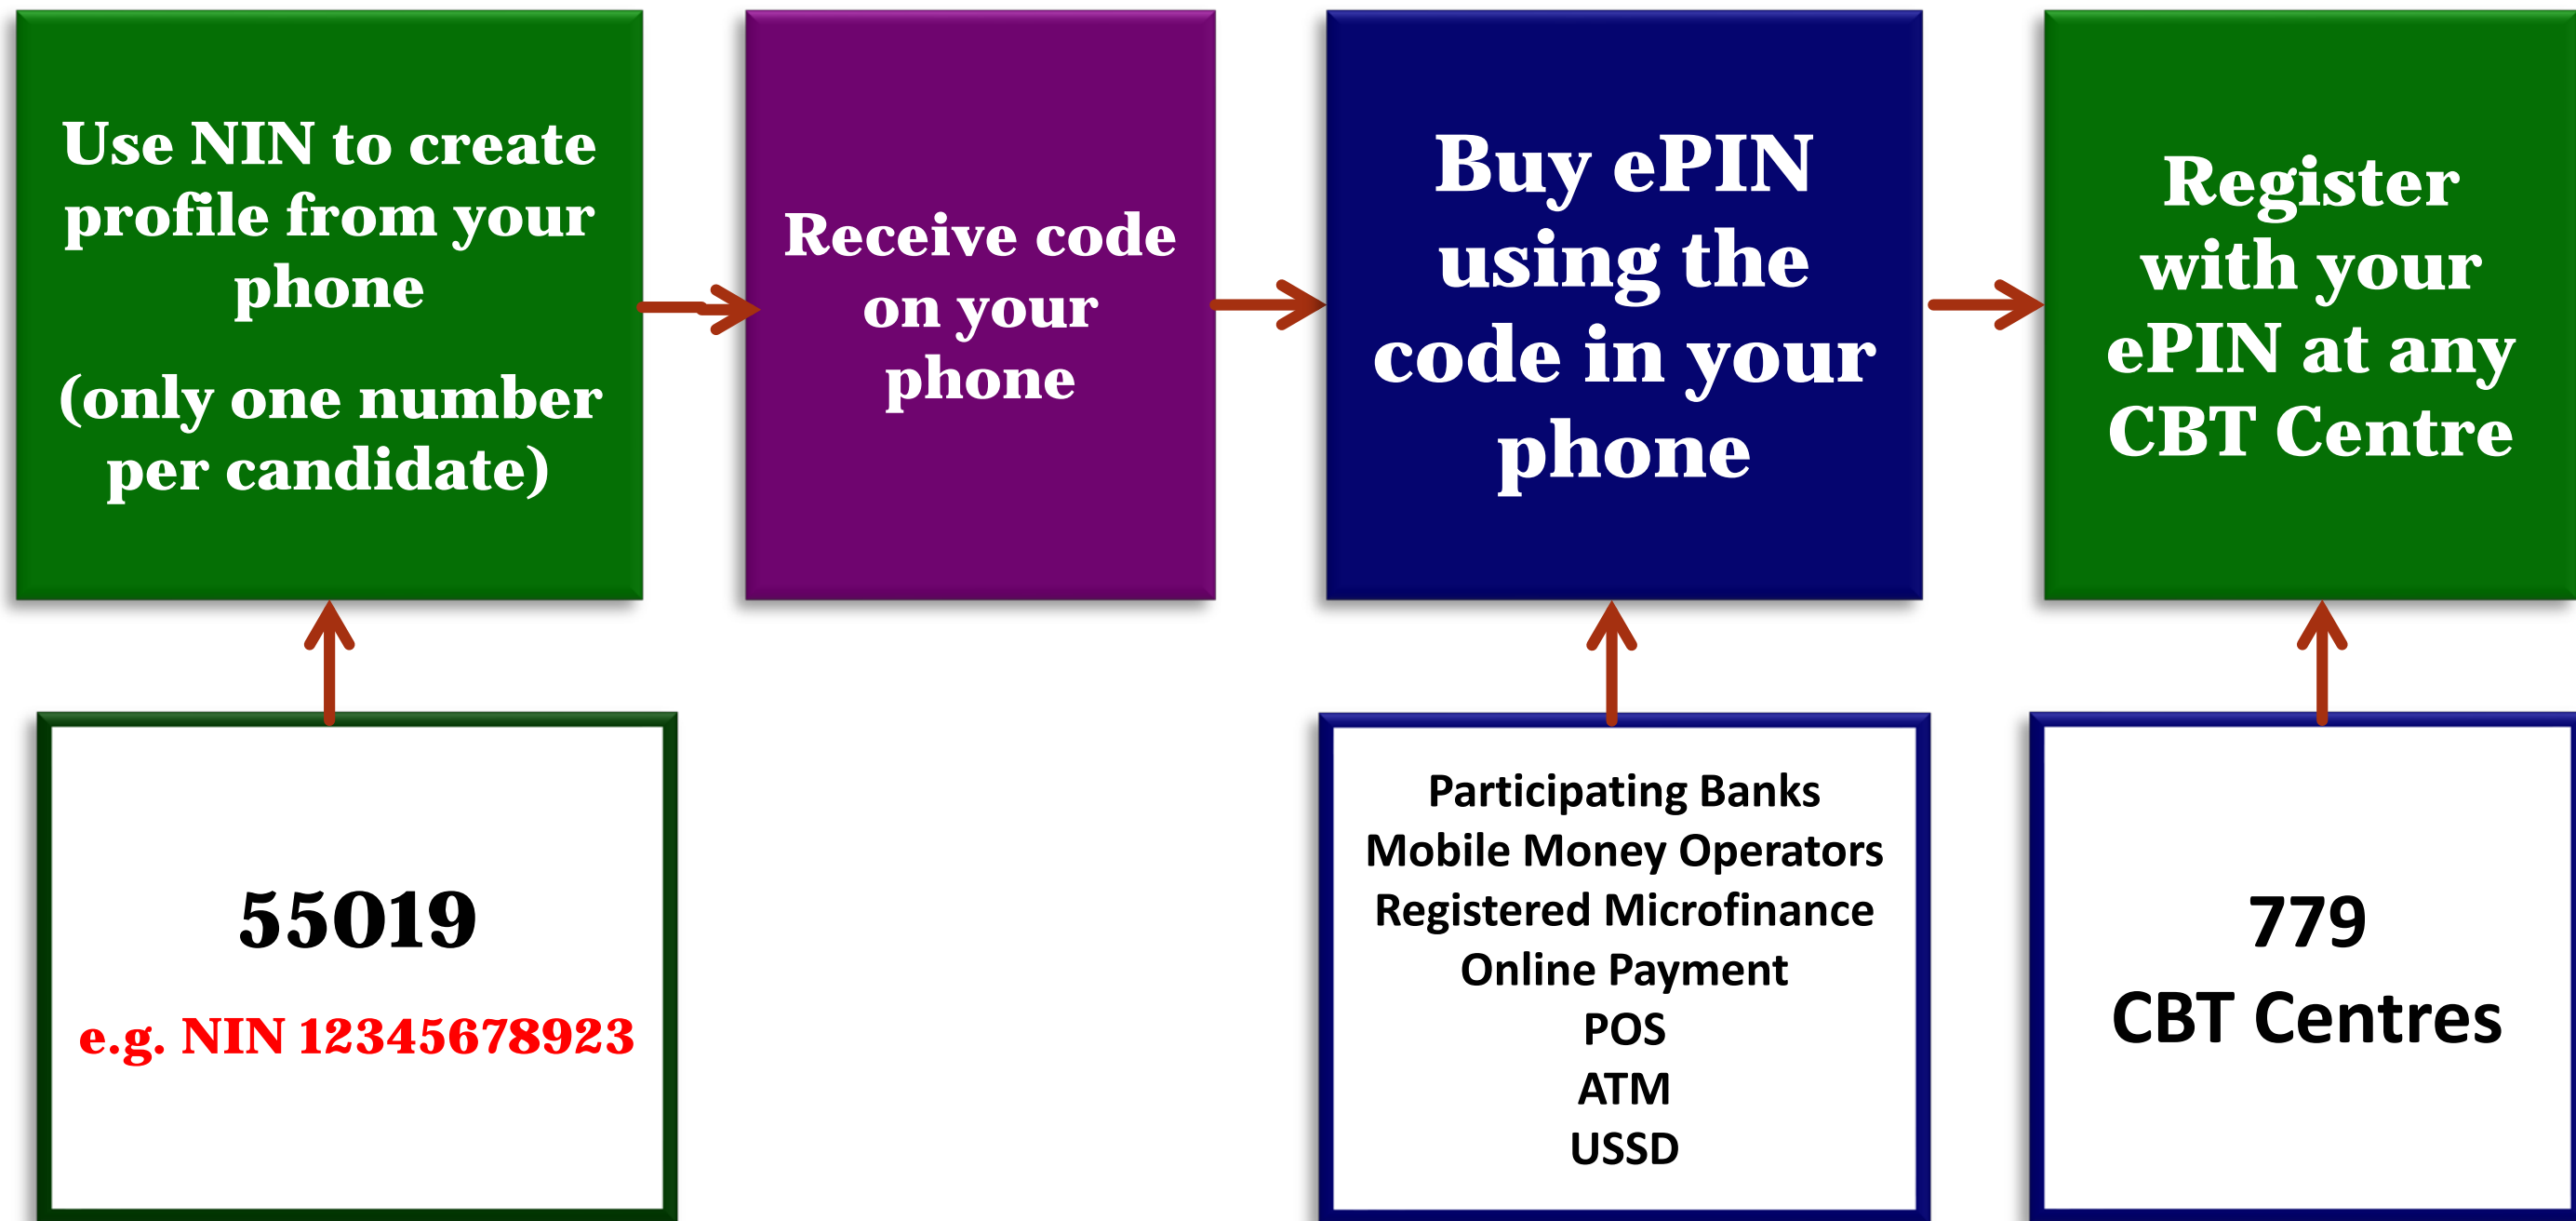 Use NIN to create
profile from your
phone
(only one number
per candidate)
Receive code
on your
phone
Buy ePIN
using the
code in your
phone
Register
with your
ePIN at any
CBT Centre
55019
e.g. NIN 12345678923
Participating Banks
Mobile Money Operators
Registered Microfinance
Online Payment
POS
ATM
USSD
779
CBT Centres